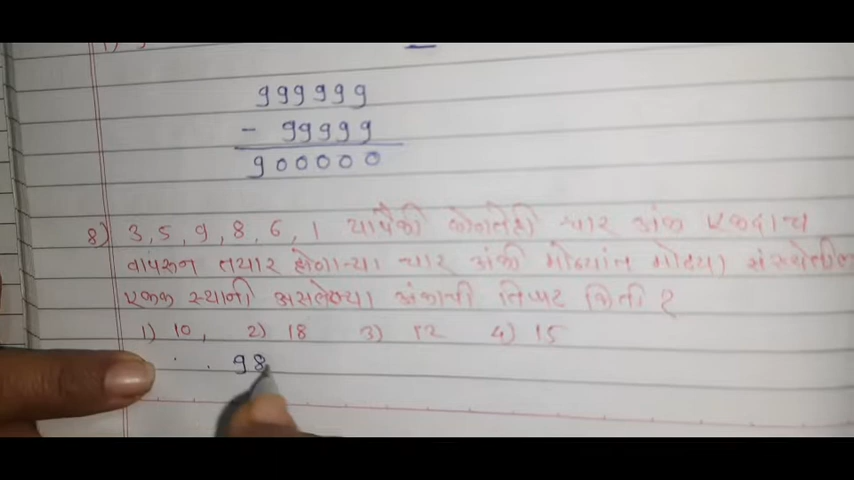 999999
- 99999
900000
8) 3, 5, 9, 8, 6, 1 यापैकी कोणतेही चार अंक एकदाच
वापरून तयार होणाऱ्या चार अंकी मोठ्यांत मोठ्या संख्येतील
एकक स्थानी असलेल्या अंकाची तिप्पट किती ?
1) 10, 2) 18 3) 12 4) 15
98